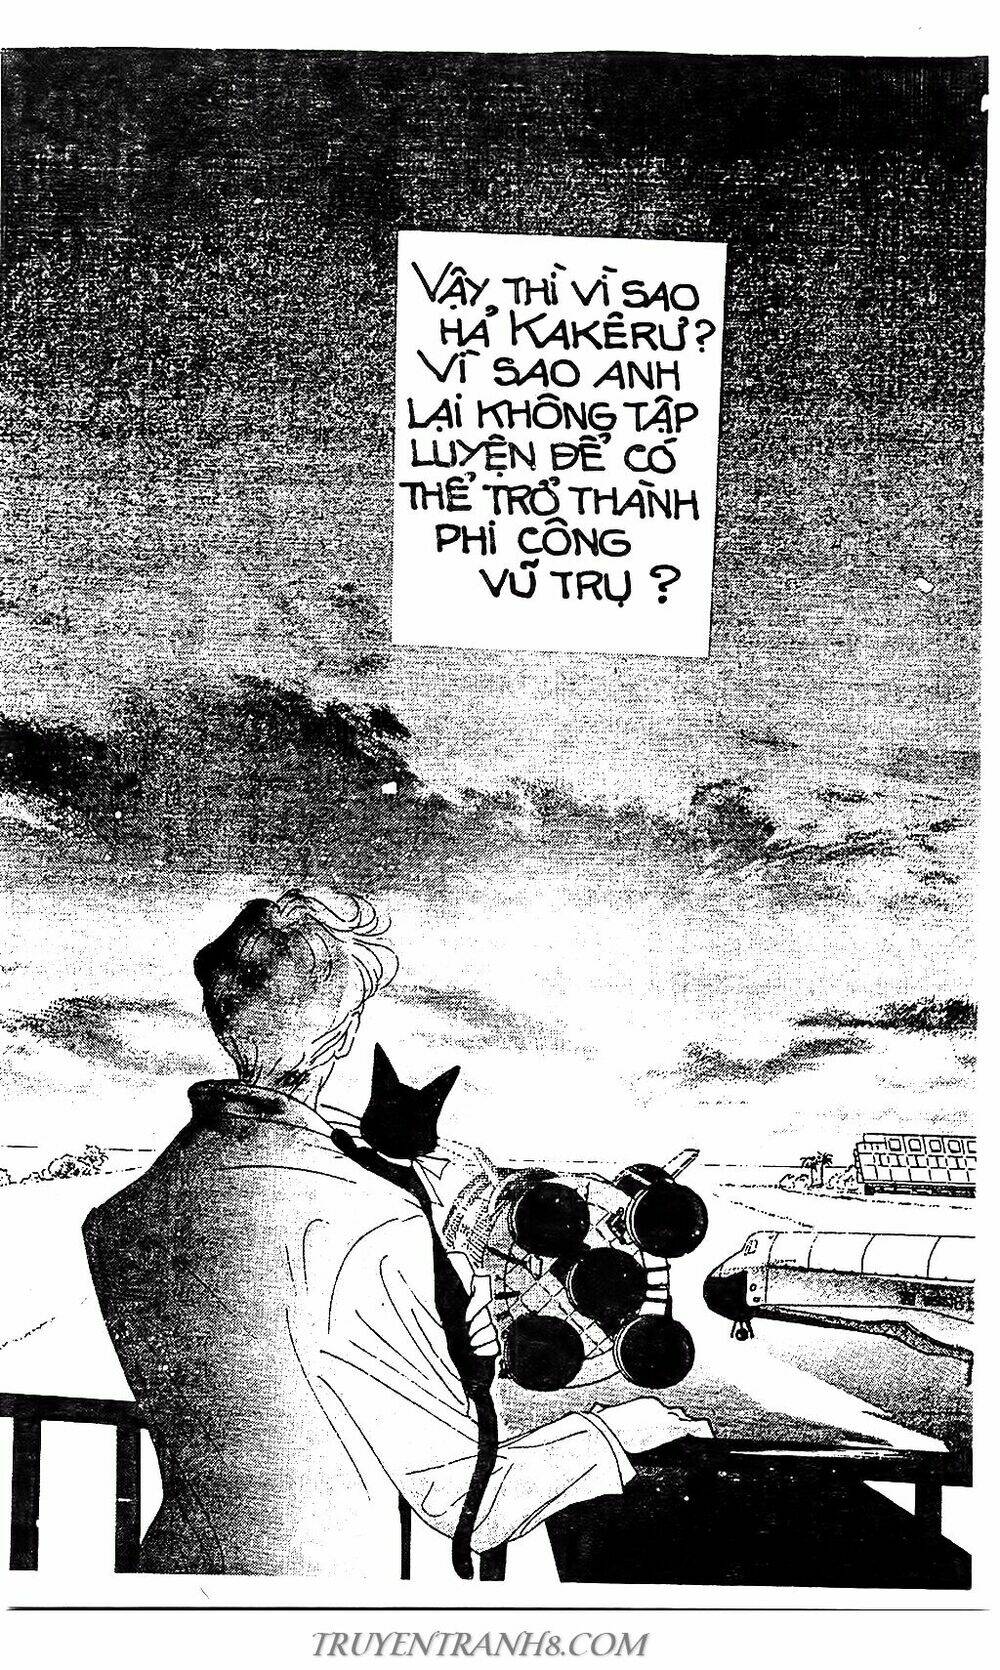 VẬY THÌ VÌ SAO
HẢ KAKÊRƯ?
VÌ SAO ANH
LẠI KHÔNG TẬP
LUYỆN ĐỂ CÓ
THỂ TRỞ THÀNH
PHI CÔNG
VŨ TRỤ ?
TRUYENTRANH8.COM